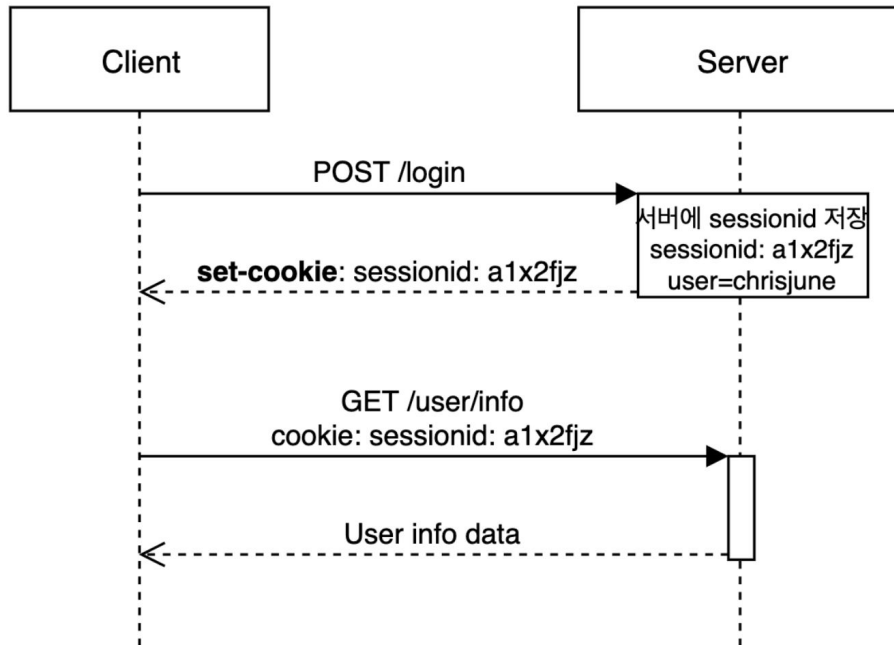 Client
Server
POST /login
서버에 sessionid 저장
sessionid: a1x2fjz
user=chrisjune
set-cookie: sessionid: a1x2fjz
GET /user/info
cookie: sessionid: a1x2fjz
User info data